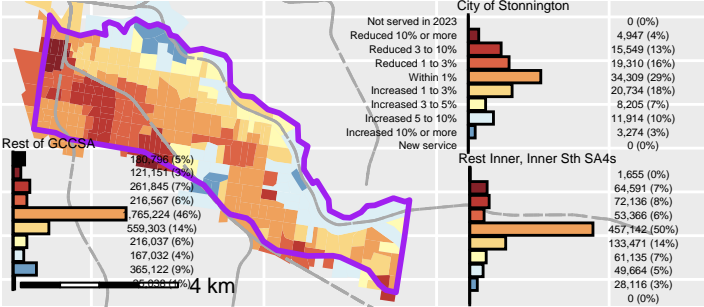 City of Stonnington
Not served in 2023 0 (0%)
Reduced 10% or more 4,947 (4%)
Reduced 3 to 10% 15,549 (13%)
Reduced 1 to 3% 19,310 (16%)
Within 1% 34,309 (29%)
Increased 1 to 3% 20,734 (18%)
Increased 3 to 5% 8,205 (7%)
Increased 5 to 10% 11,914 (10%)
Increased 10% or more 3,274 (3%)
New service 0 (0%)
Rest of GCCSA
180,796 (5%)
121,151 (3%)
261,845 (7%)
216,567 (6%)
,765,224 (46%)
559,303 (14%)
216,037 (6%)
167,032 (4%)
365,122 (9%)
4 km
Rest Inner, Inner Sth SA4s
1,655 (0%)
64,591 (7%)
72,136 (8%)
53,366 (6%)
457,142 (50%)
133,471 (14%)
61,135 (7%)
49,664 (5%)
28,116 (3%)
0 (0%)